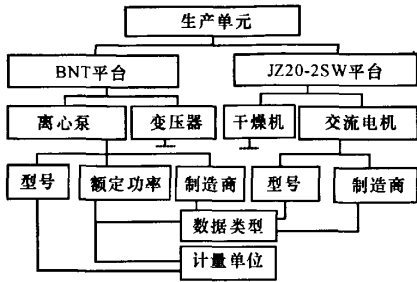 生产单元
BNT平台
JZ20-2SW平台
离心泵
变压器
干燥机
交流电机
型号
额定功率
制造商
型号
制造商
数据类型
计量单位